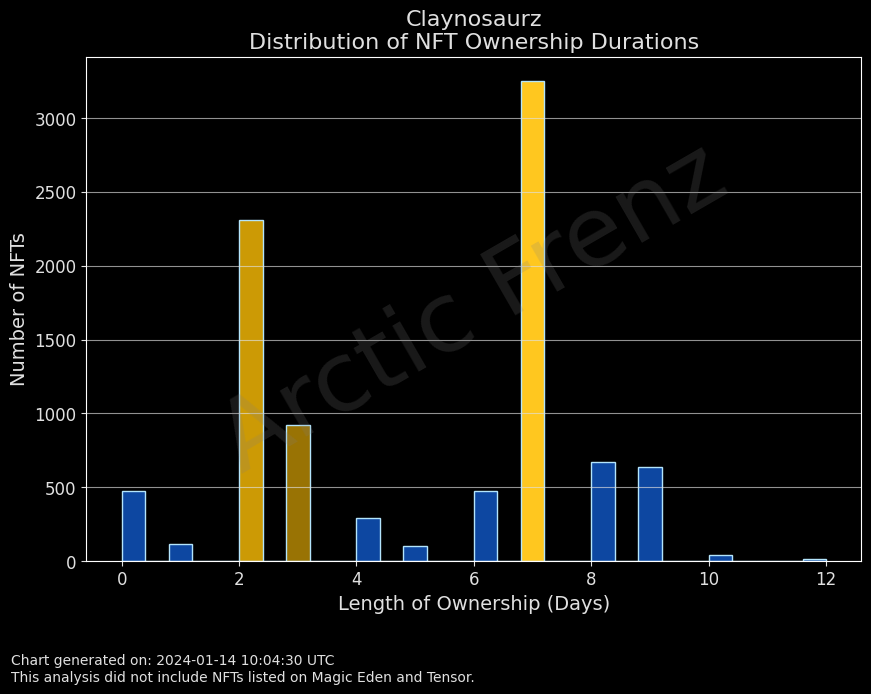 Claynosaurz
Distribution of NFT Ownership Durations
Number of NFTs
3000
2500
2000
1500
1000
500
0
Arctic Frenz
0 2 4 6 8 10 12
Length of Ownership (Days)
Chart generated on: 2024-01-14 10:04:30 UTC
This analysis did not include NFTs listed on Magic Eden and Tensor.